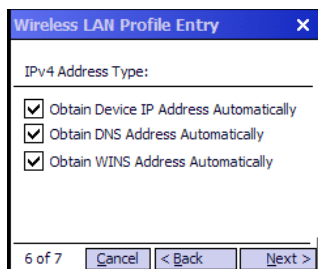 Wireless LAN Profile Entry X
IPv4 Address Type:
Obtain Device IP Address Automatically
Obtain DNS Address Automatically
Obtain WINS Address Automatically
6 of 7 Cancel < Back Next >